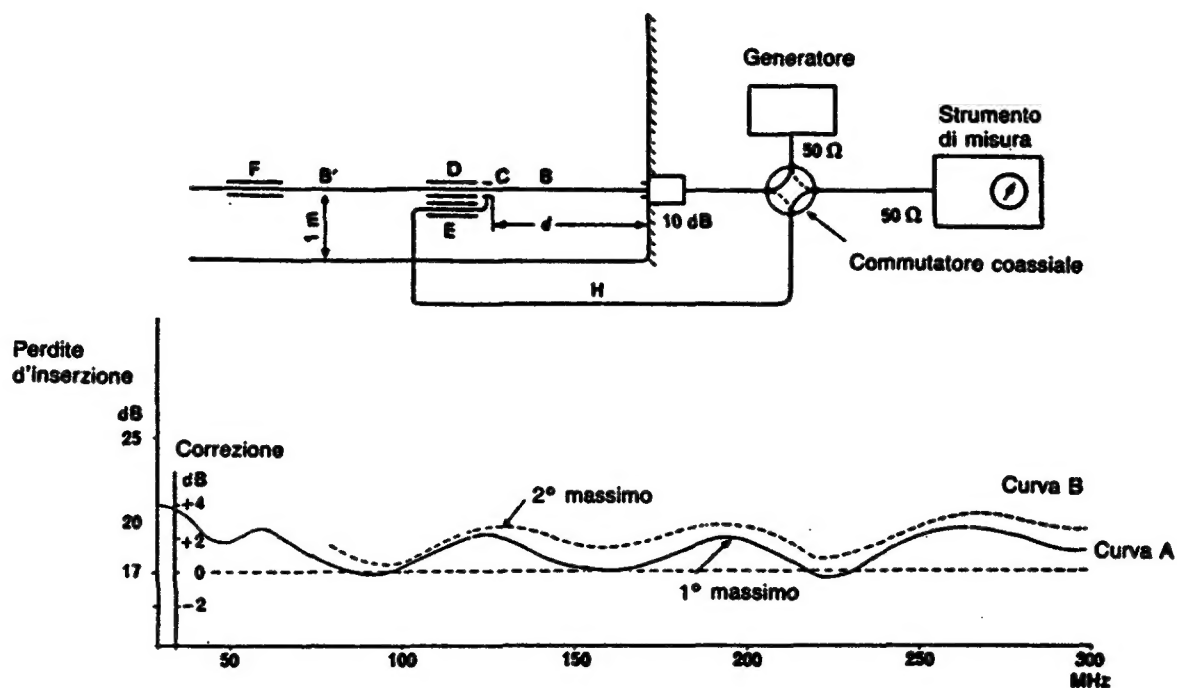 Generatore
Strumento
di misura
50 Ω
50 Ω
F
B'
D
C
B
E
d
1 m
10 dB
Commutatore coassiale
H
Perdite
d'inserzione
dB
25
20
17
Correzione
dB
+4
+2
0
-2
2° massimo
1° massimo
Curva B
Curva A
50
100
150
200
250
300
MHz